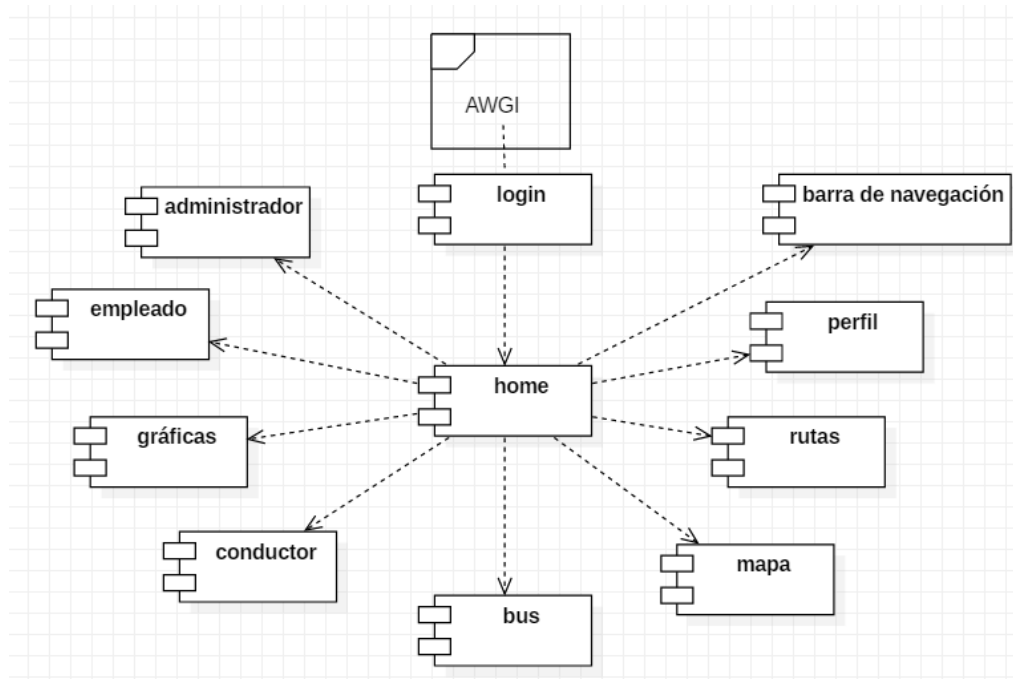 AWGI
login
administrador
barra de navegación
empleado
perfil
home
gráficas
rutas
conductor
mapa
bus